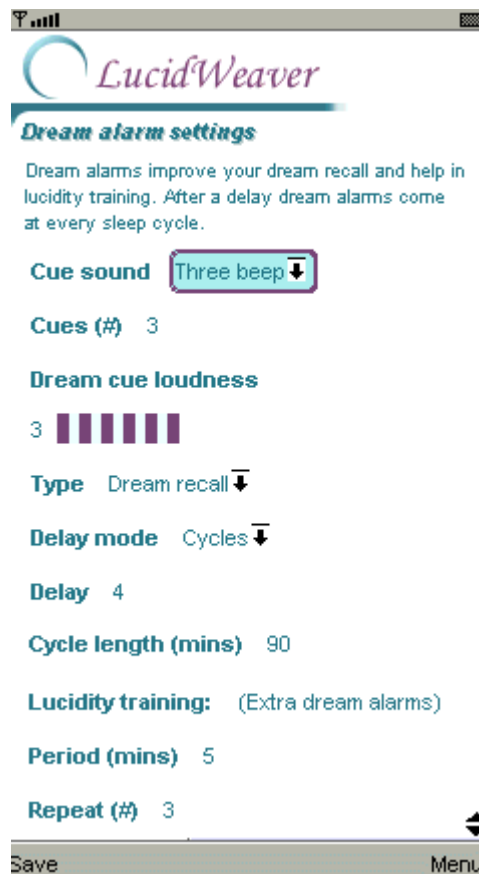 LucidWeaver
Dream alarm settings
Dream alarms improve your dream recall and help in
lucidity training. After a delay dream alarms come
at every sleep cycle.
Cue sound Three beep
Cues (#) 3
Dream cue loudness
3
Type Dream recall
Delay mode Cycles
Delay 4
Cycle length (mins) 90
Lucidity training: (Extra dream alarms)
Period (mins) 5
Repeat (#) 3
Save Menu